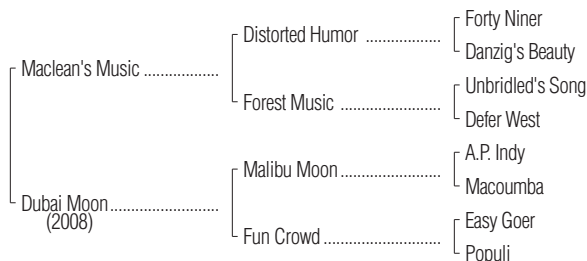 Forty Niner
Distorted Humor ..................
Danzig's Beauty
Maclean's Music ..................
Unbridled's Song
Forest Music ........................
Defer West
A.P. Indy
Malibu Moon ........................
Macoumba
Dubai Moon ..........................
(2008)
Easy Goer
Fun Crowd ............................
Populi